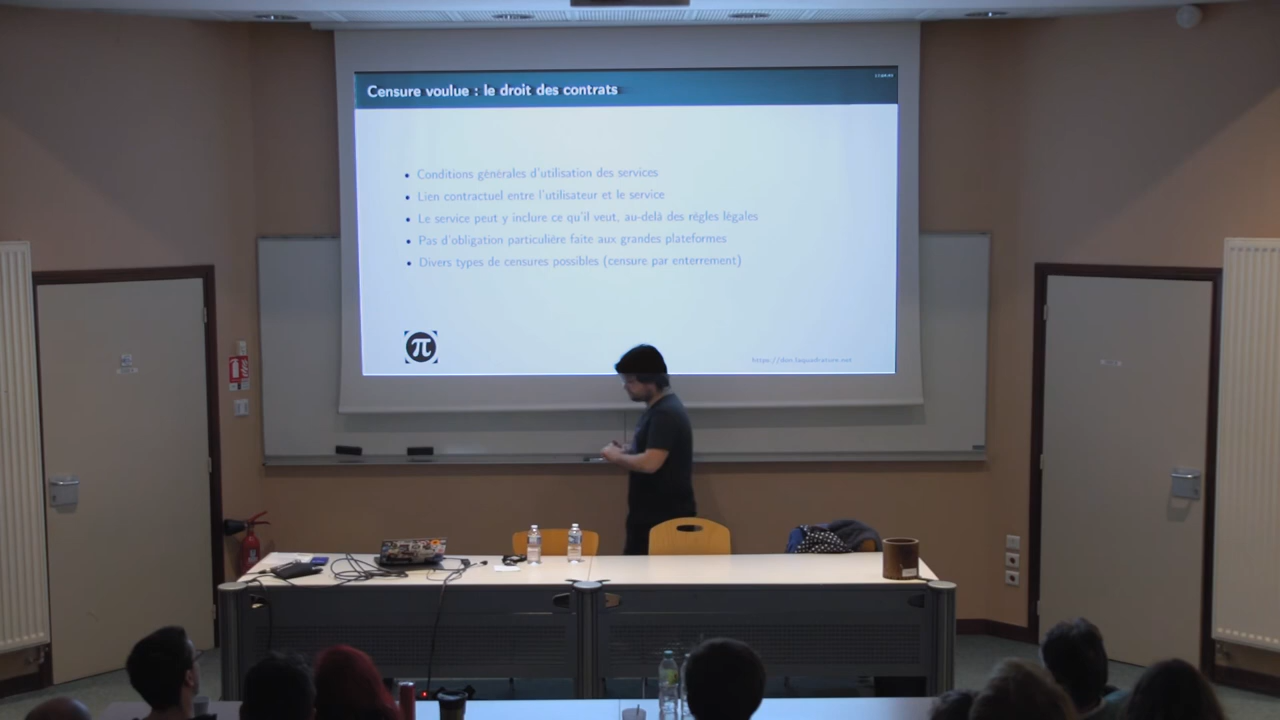 Censure voulue : le droit des contrats
• Conditions générales d'utilisation des services
• Lien contractuel entre l'utilisateur et le service
• Le service peut y inclure ce qu'il veut, au-delà des règles légales
• Pas d'obligation particulière faite aux grandes plateformes
• Divers types de censures possibles (censure par enterrement)
π